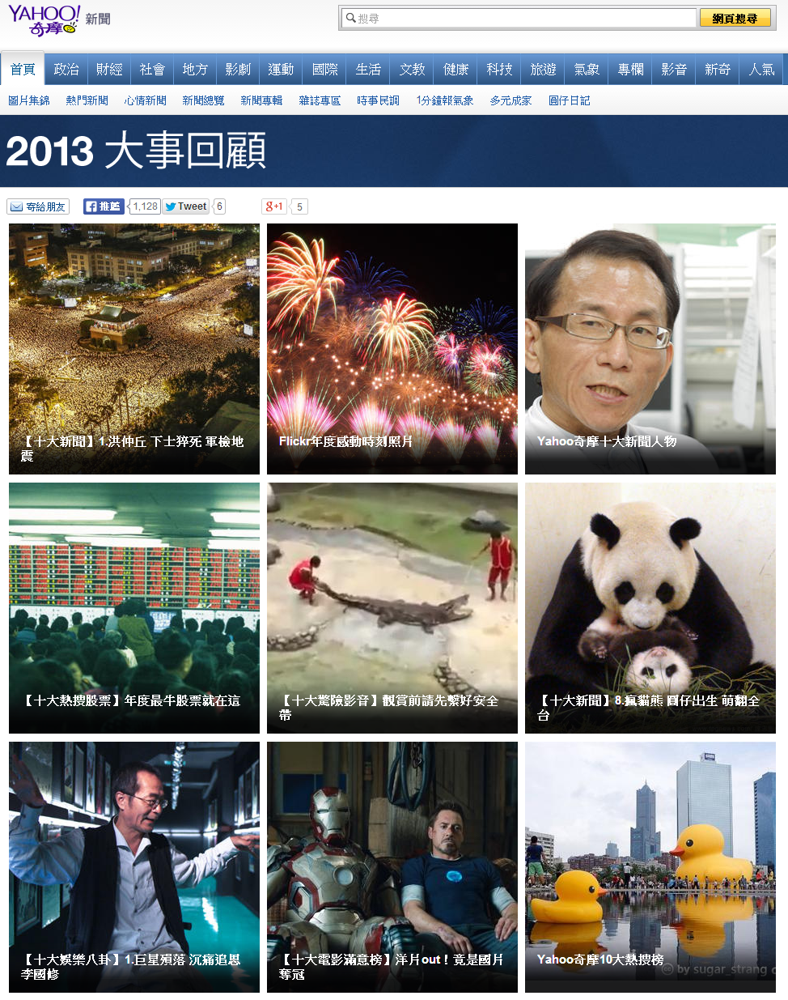 YAHOO! 新聞
奇摩
搜尋
網頁搜尋
首頁 政治 財經 社會 地方 影劇 運動 國際 生活 文教 健康 科技 旅遊 氣象 專欄 影音 新奇 人氣
圖片集錦 熱門新聞 心情新聞 新聞總覽 新聞專輯 雜誌專區 時事民調 1分鐘報氣象 多元成家 圓仔日記
2013 大事回顧
寄給朋友 推薦 1,128 Tweet 6 g+1 5
【十大新聞】1.洪仲丘 下士猝死 軍檢地
震
Flickr年度感動時刻照片
Yahoo奇摩十大新聞人物
【十大熱搜股票】年度最牛股票就在這
【十大驚險影音】觀賞前請先繫好安全
帶
【十大新聞】8.瘋貓熊 圓仔出生 萌翻全
台
【十大娛樂八卦】1.巨星殞落 沉痛追思
李國修
【十大電影滿意榜】洋片out！竟是國片
奪冠
Yahoo奇摩10大熱搜榜
cc by sugar_strang